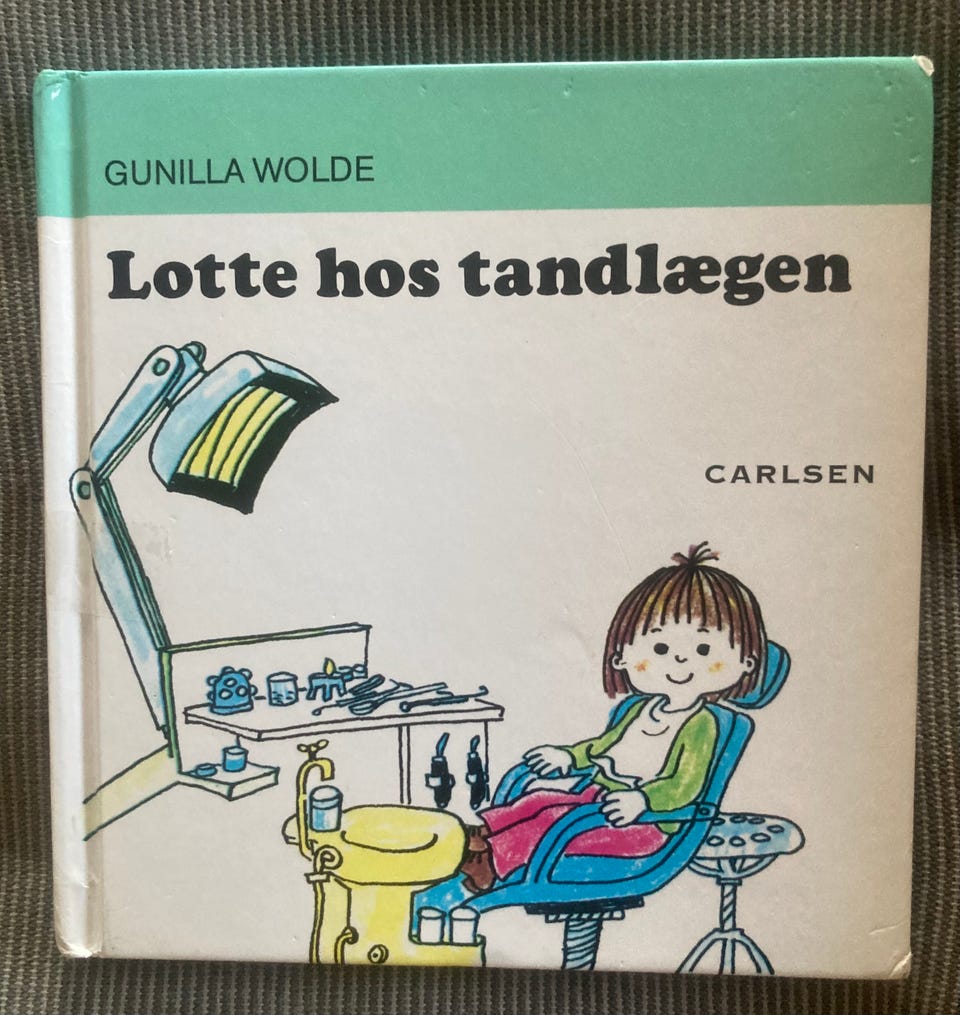 GUNILLA WOLDE
Lotte hos tandlægen
CARLSEN